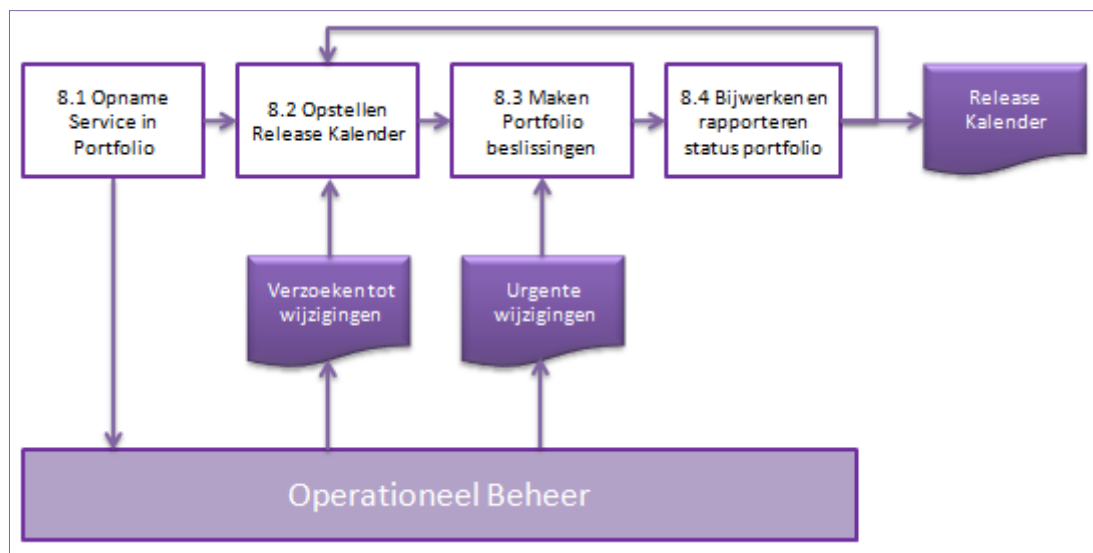 8.1 Opname
Service in
Portfolio
8.2 Opstellen
Release Kalender
8.3 Maken
Portfolio
beslissingen
8.4 Bijwerken en
rapporteren
status portfolio
Release
Kalender
Verzoeken tot
wijzigingen
Urgente
wijzigingen
Operationeel Beheer